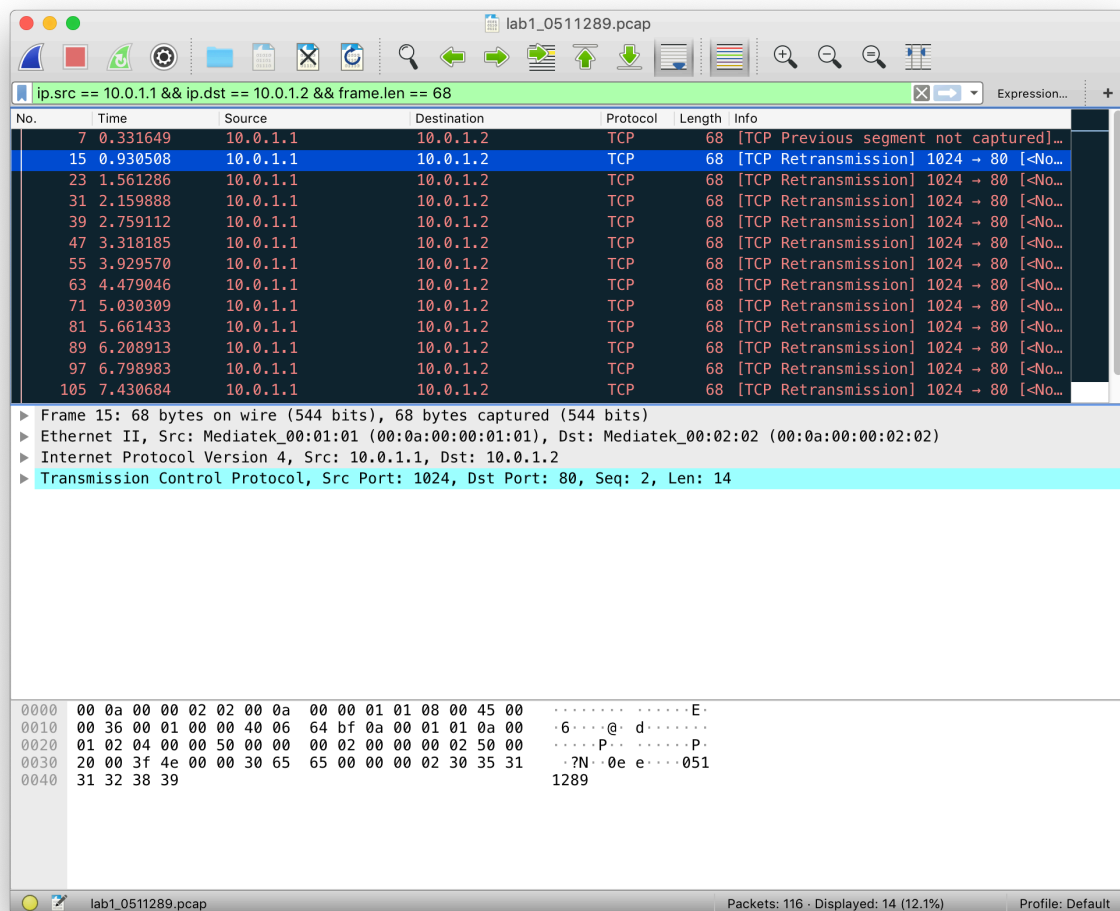 lab1_0511289.pcap
ip.src == 10.0.1.1 && ip.dst == 10.0.1.2 && frame.len == 68 Expression… +
No. Time Source Destination Protocol Length Info
7 0.331649 10.0.1.1 10.0.1.2 TCP 68 [TCP Previous segment not captured]…
15 0.930508 10.0.1.1 10.0.1.2 TCP 68 [TCP Retransmission] 1024 → 80 [<No…
23 1.561286 10.0.1.1 10.0.1.2 TCP 68 [TCP Retransmission] 1024 → 80 [<No…
31 2.159888 10.0.1.1 10.0.1.2 TCP 68 [TCP Retransmission] 1024 → 80 [<No…
39 2.759112 10.0.1.1 10.0.1.2 TCP 68 [TCP Retransmission] 1024 → 80 [<No…
47 3.318185 10.0.1.1 10.0.1.2 TCP 68 [TCP Retransmission] 1024 → 80 [<No…
55 3.929570 10.0.1.1 10.0.1.2 TCP 68 [TCP Retransmission] 1024 → 80 [<No…
63 4.479046 10.0.1.1 10.0.1.2 TCP 68 [TCP Retransmission] 1024 → 80 [<No…
71 5.030309 10.0.1.1 10.0.1.2 TCP 68 [TCP Retransmission] 1024 → 80 [<No…
81 5.661433 10.0.1.1 10.0.1.2 TCP 68 [TCP Retransmission] 1024 → 80 [<No…
89 6.208913 10.0.1.1 10.0.1.2 TCP 68 [TCP Retransmission] 1024 → 80 [<No…
97 6.798983 10.0.1.1 10.0.1.2 TCP 68 [TCP Retransmission] 1024 → 80 [<No…
105 7.430684 10.0.1.1 10.0.1.2 TCP 68 [TCP Retransmission] 1024 → 80 [<No…
Frame 15: 68 bytes on wire (544 bits), 68 bytes captured (544 bits)
Ethernet II, Src: Mediatek_00:01:01 (00:0a:00:00:01:01), Dst: Mediatek_00:02:02 (00:0a:00:00:02:02)
Internet Protocol Version 4, Src: 10.0.1.1, Dst: 10.0.1.2
Transmission Control Protocol, Src Port: 1024, Dst Port: 80, Seq: 2, Len: 14
0000 00 0a 00 00 02 02 00 0a 00 00 01 01 08 00 45 00 ········ ······E·
0010 00 36 00 01 00 00 40 06 64 bf 0a 00 01 01 0a 00 ·6····@· d·······
0020 01 02 04 00 00 50 00 00 00 02 00 00 00 02 50 00 ·····P·· ······P·
0030 20 00 3f 4e 00 00 30 65 65 00 00 00 02 30 35 31 ·?N··0e e····051
0040 31 32 38 39 1289
lab1_0511289.pcap Packets: 116 · Displayed: 14 (12.1%) Profile: Default